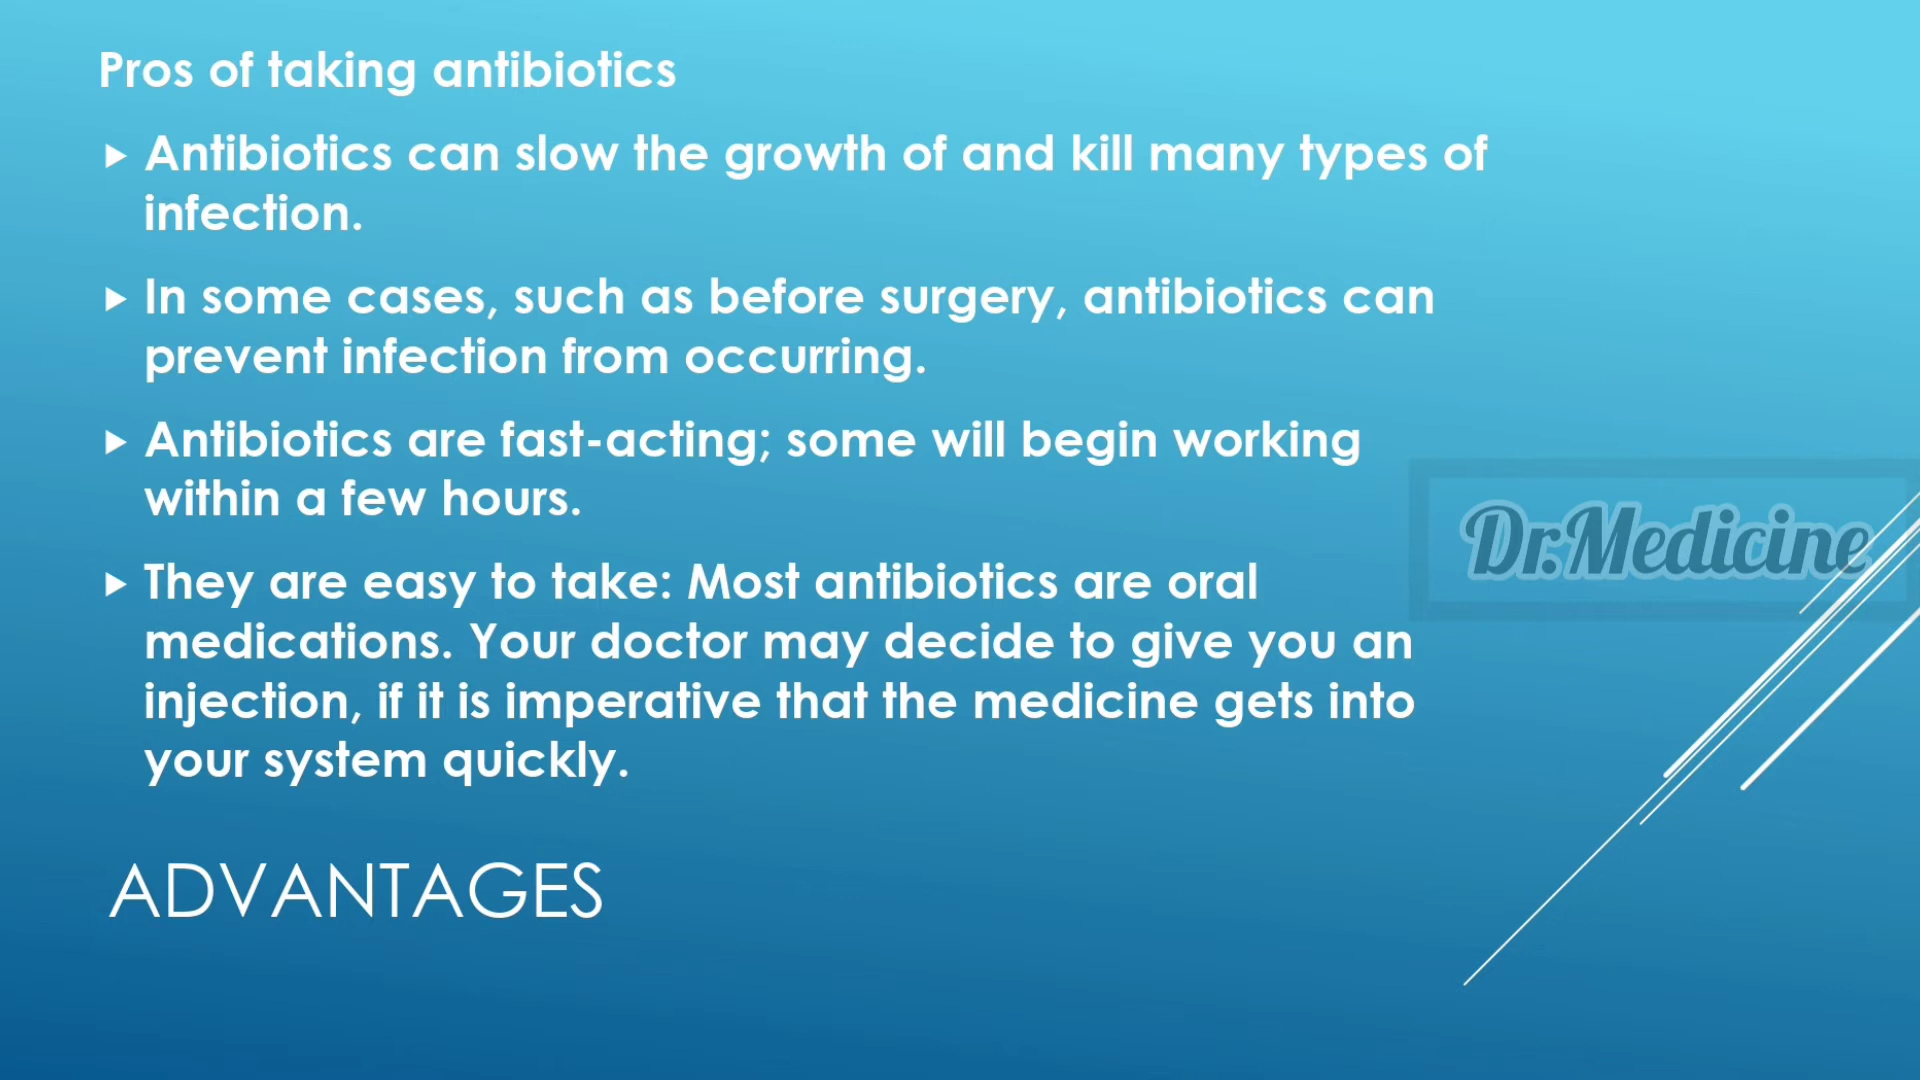 Pros of taking antibiotics
Antibiotics can slow the growth of and kill many types of
infection.
In some cases, such as before surgery, antibiotics can
prevent infection from occurring.
Antibiotics are fast-acting; some will begin working
within a few hours.
They are easy to take: Most antibiotics are oral
medications. Your doctor may decide to give you an
injection, if it is imperative that the medicine gets into
your system quickly.
Dr.Medicine
ADVANTAGES